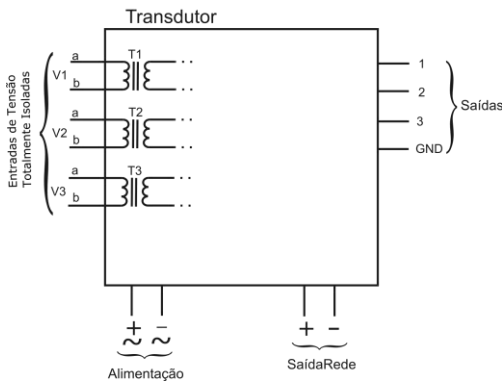 Transdutor
Entradas de Tensão
Totalmente Isoladas
V1
a
b
T1
V2
a
b
T2
V3
a
b
T3
1
2
3
GND
Saídas
+ −
~ ~
Alimentação
+ -
SaídaRede